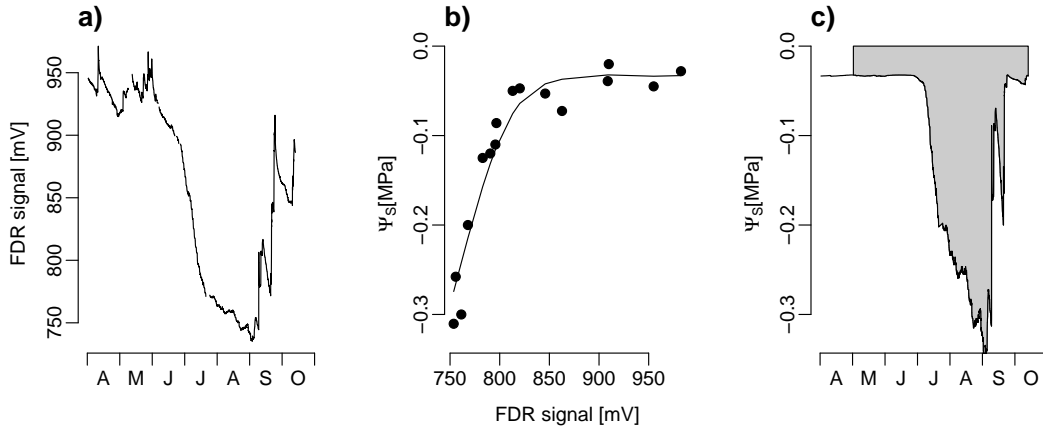 a)
FDR signal [mV]
950
900
850
800
750
A M J J A S O
b)
Ψs[MPa]
0.0
−0.1
−0.2
−0.3
750 800 850 900 950
FDR signal [mV]
c)
Ψs[MPa]
0.0
−0.1
−0.2
−0.3
A M J J A S O